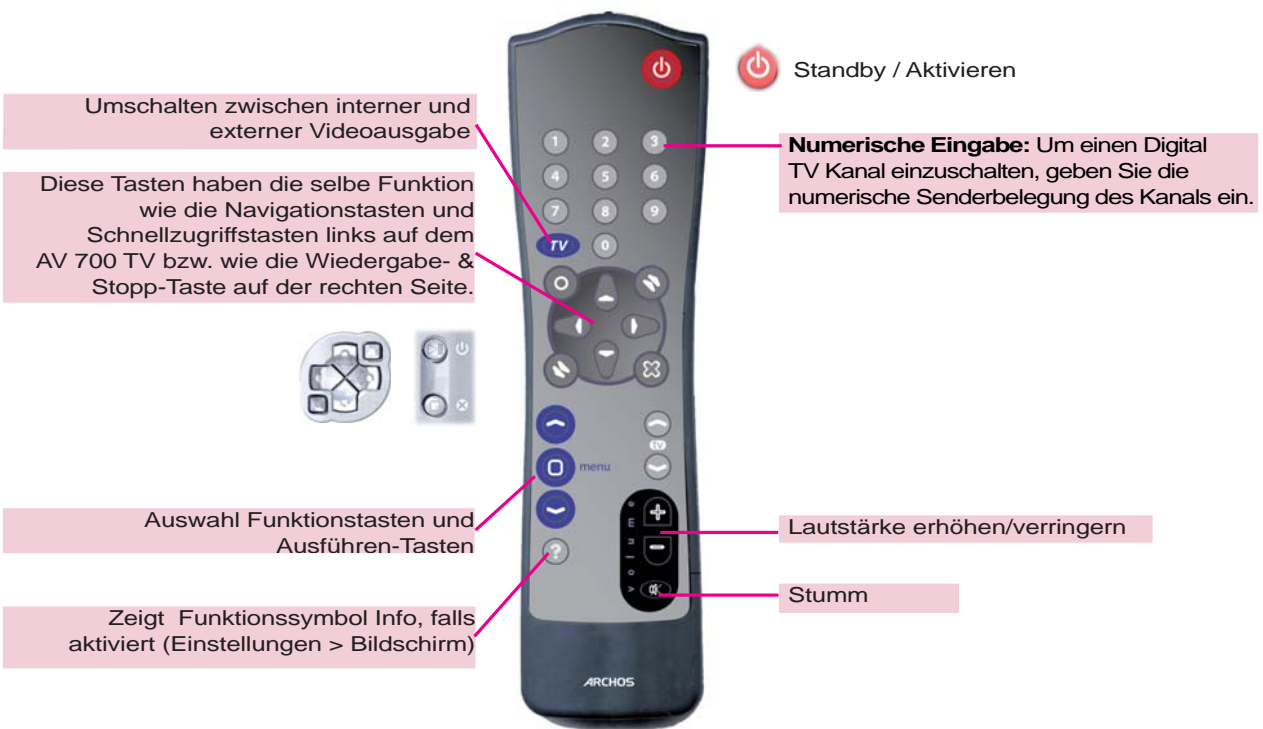 Standby / Aktivieren
Umschalten zwischen interner und
externer Videoausgabe
Numerische Eingabe: Um einen Digital
TV Kanal einzuschalten, geben Sie die
numerische Senderbelegung des Kanals ein.
Diese Tasten haben die selbe Funktion
wie die Navigationstasten und
Schnellzugriffstasten links auf dem
AV 700 TV bzw. wie die Wiedergabe- &
Stopp-Taste auf der rechten Seite.
1 2 3
4 5 6
7 8 9
TV 0
tv
menu
volume
Auswahl Funktionstasten und
Ausführen-Tasten
Lautstärke erhöhen/verringern
?
Stumm
Zeigt Funktionssymbol Info, falls
aktiviert (Einstellungen > Bildschirm)
ARCHOS